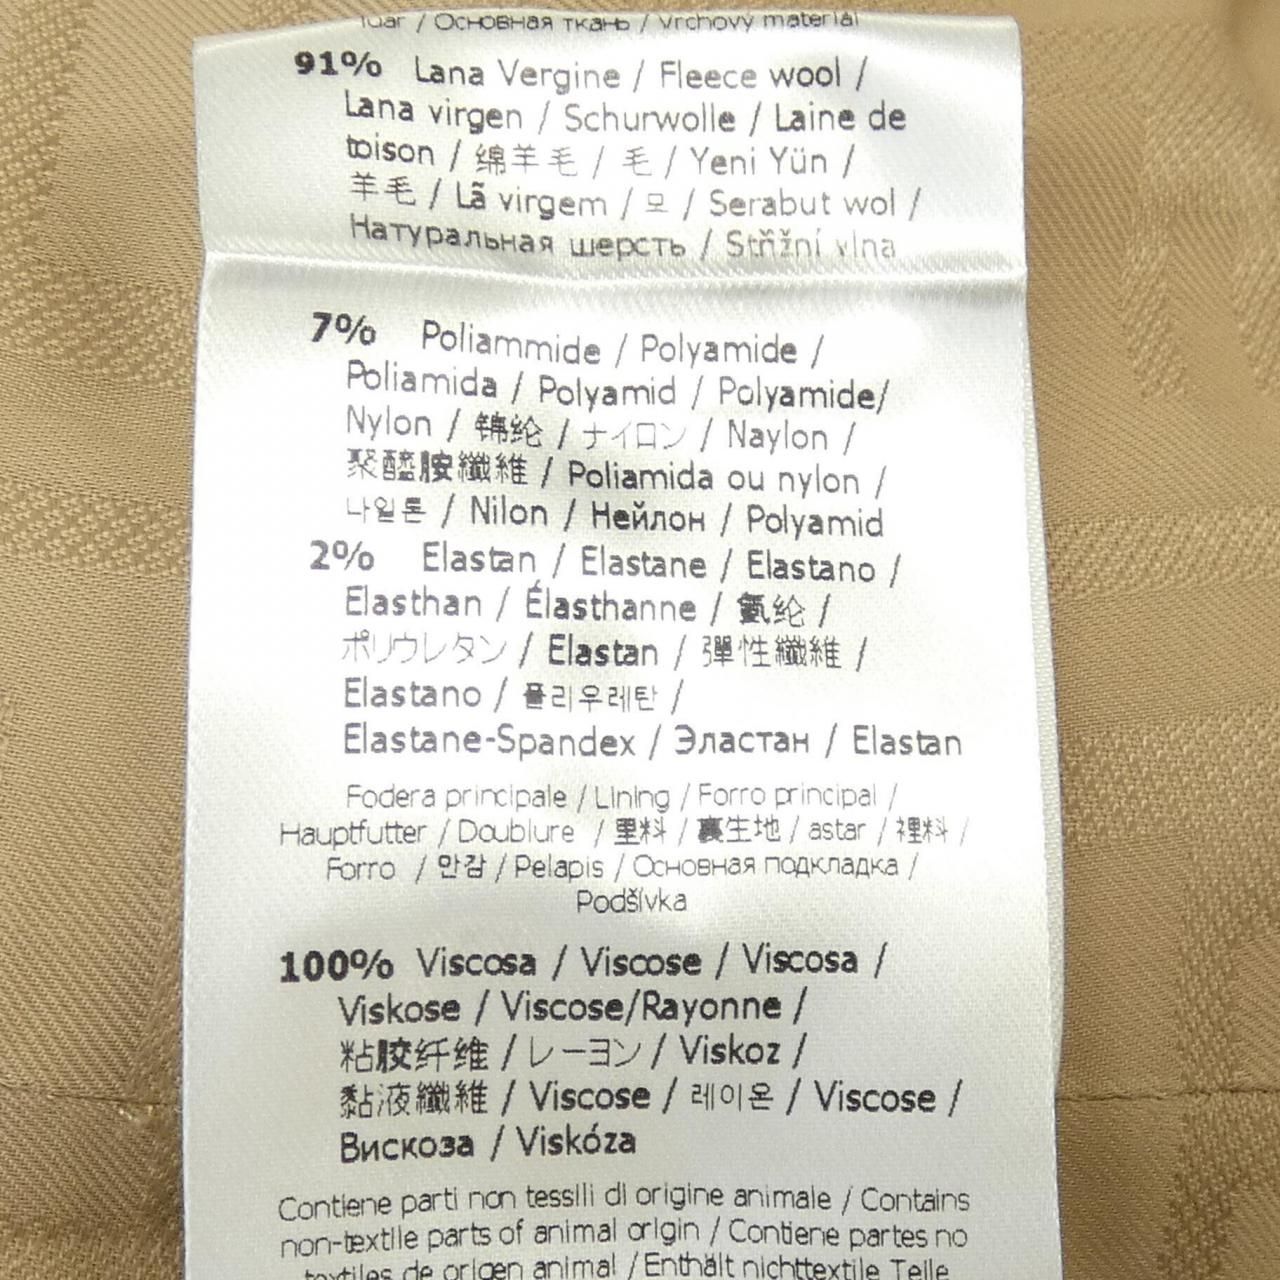 / Основная ткань / Vrchový materiál
91% Lana Vergine / Fleece wool /
Lana virgen / Schurwolle / Laine de
toison / 绵羊毛 / 毛 / Yeni Yün /
羊毛 / Lã virgem / 모 / Serabut wol /
Натуральная шерсть / Střižní vlna
7% Poliammide / Polyamide /
Poliamida / Polyamid / Polyamide/
Nylon / 锦纶 / ナイロン / Naylon /
聚醯胺纖維 / Poliamida ou nylon /
나일론 / Nilon / Нейлон / Polyamid
2% Elastan / Elastane / Elastano /
Elasthan / Élasthanne / 氨纶 /
ポリウレタン / Elastan / 彈性纖維 /
Elastano / 폴리우레탄 /
Elastane-Spandex / Эластан / Elastan
Fodera principale / Lining / Forro principal /
Hauptfutter / Doublure / 里料 / 裏生地 / astar / 裡料 /
Forro / 안감 / Pelapis / Основная подкладка /
Podšívka
100% Viscosa / Viscose / Viscosa /
Viskose / Viscose/Rayonne /
粘胶纤维 / レーヨン / Viskoz /
黏液纖維 / Viscose / 레이온 / Viscose /
Вискоза / Viskóza
Contiene parti non tessili di origine animale / Contains
non-textile parts of animal origin / Contiene partes no
textiles de origen animal / Enthält nichttextile Teile